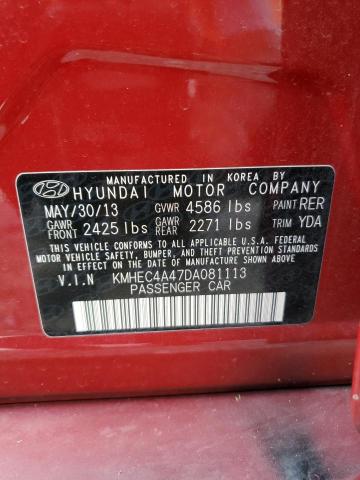 MANUFACTURED IN KOREA BY
HYUNDAI MOTOR COMPANY
MAY/30/13 GVWR 4586 lbs PAINT RER
GAWR FRONT 2425 lbs GAWR REAR 2271 lbs TRIM YDA
THIS VEHICLE CONFORMS TO ALL APPLICABLE U.S.A. FEDERAL
MOTOR VEHICLE SAFETY, BUMPER, AND THEFT PREVENTION
STANDARDS IN EFFECT ON THE DATE OF MANUFACTURE SHOWN ABOVE.
V.I.N KMHEC4A47DA081113
PASSENGER CAR